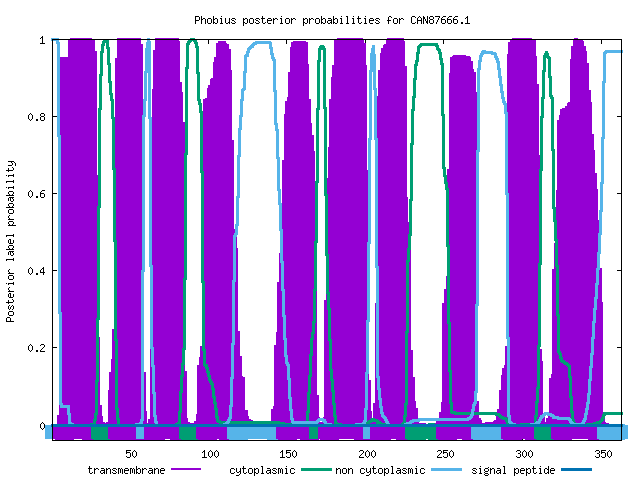 Phobius posterior probabilities for CAN87666.1
Posterior label probability
1
0.8
0.6
0.4
0.2
0
50 100 150 200 250 300 350
transmembrane cytoplasmic non cytoplasmic signal peptide